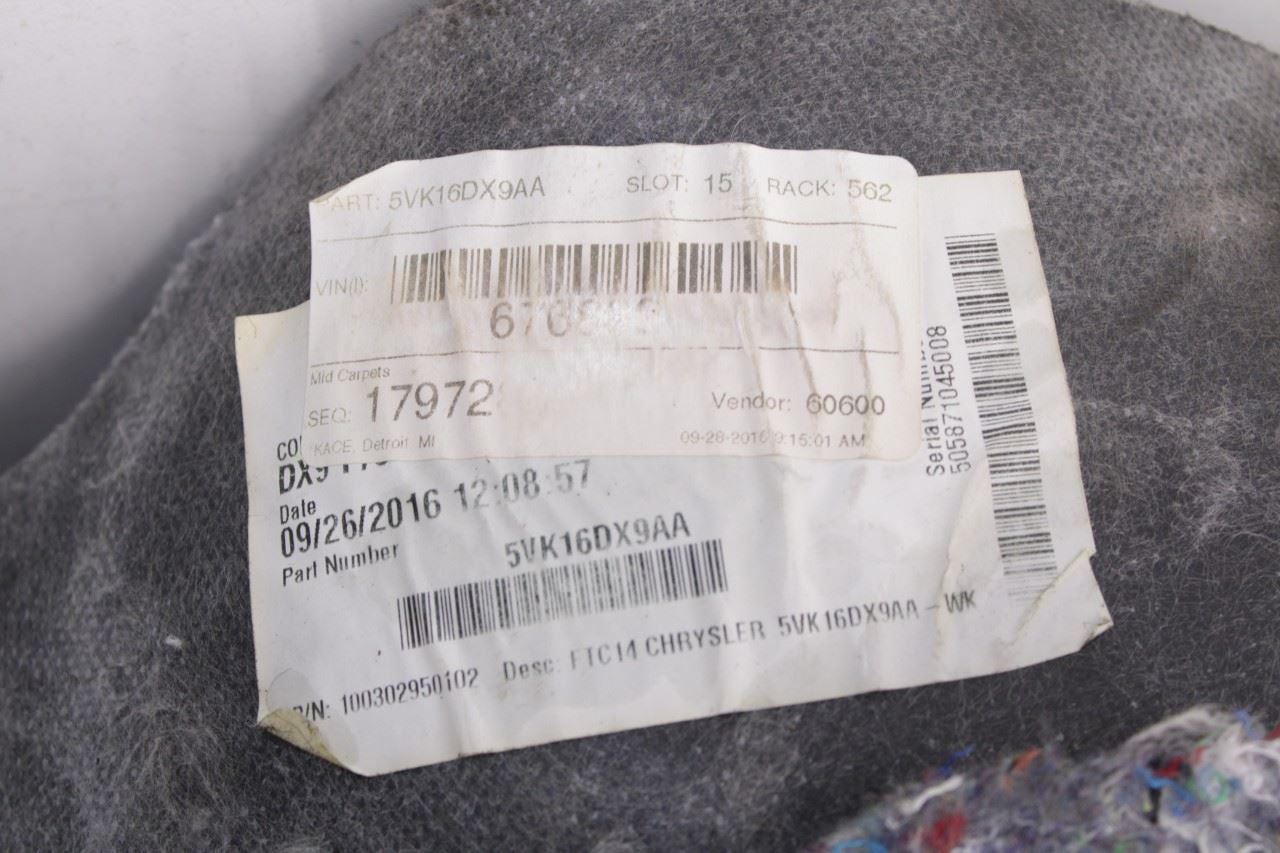 PART: 5VK16DX9AA SLOT: 15 RACK: 562
VIN(l):
Mid Carpets
SEQ: 17972 Vendor: 60600
KACE, Detroit MI 09-28-2016 9:15:01 AM
DX9
Date
09/26/2016 12:08:57
Part Number 5VK16DX9AA
P/N: 100302950102 Desc: FTC14 CHRYSLER 5VK16DX9AA - WK
Serial
505871045008